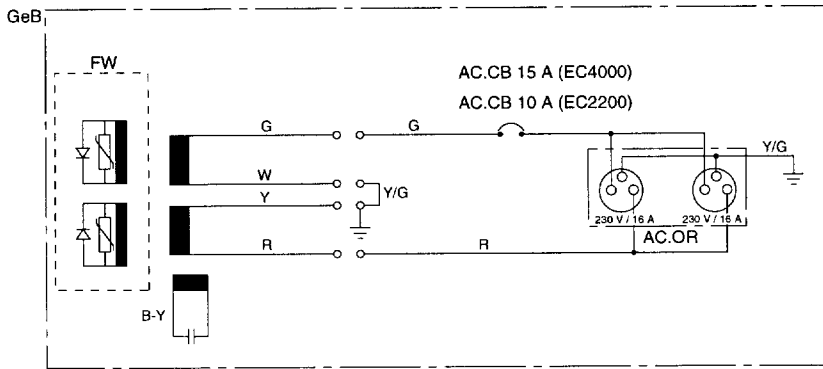 GeB
FW
AC.CB 15 A (EC4000)
AC.CB 10 A (EC2200)
G
G
Y/G
W
Y
Y/G
230 V / 16 A
230 V / 16 A
AC.OR
R
R
B-Y